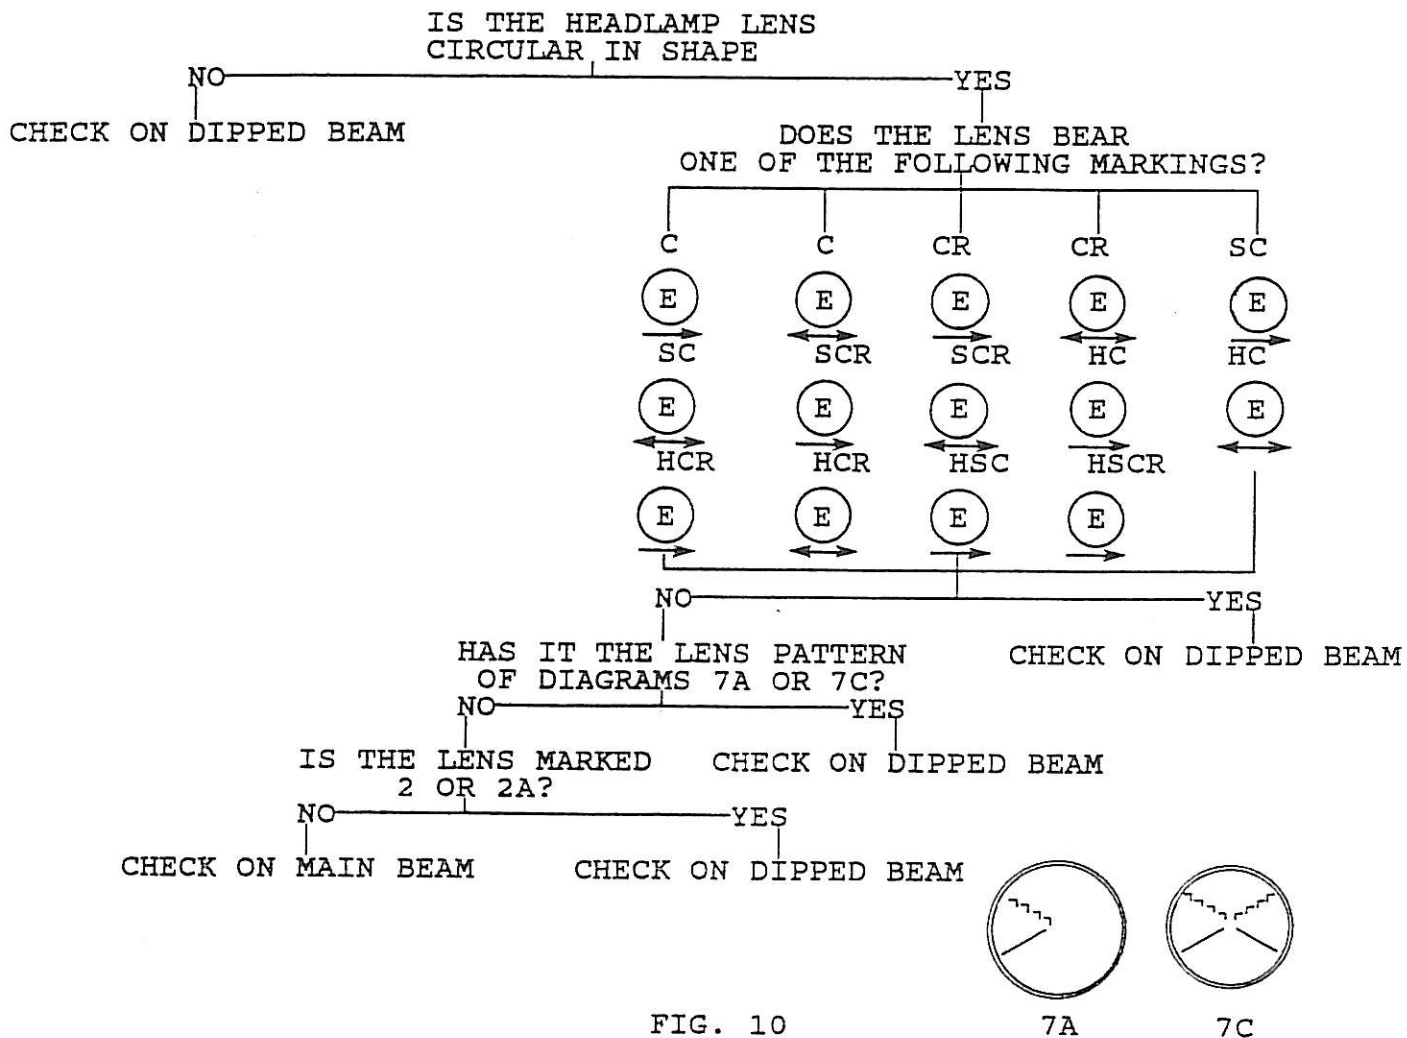 IS THE HEADLAMP LENS
CIRCULAR IN SHAPE
NO YES
CHECK ON DIPPED BEAM
DOES THE LENS BEAR
ONE OF THE FOLLOWING MARKINGS?
C C CR CR SC
E E E E E
SC SCR SCR HC HC
E E E E E
HCR HCR HSC HSCR
E E E E
NO YES
HAS IT THE LENS PATTERN
OF DIAGRAMS 7A OR 7C?
CHECK ON DIPPED BEAM
NO YES
IS THE LENS MARKED
2 OR 2A?
CHECK ON DIPPED BEAM
NO YES
CHECK ON MAIN BEAM
CHECK ON DIPPED BEAM
FIG. 10
7A 7C